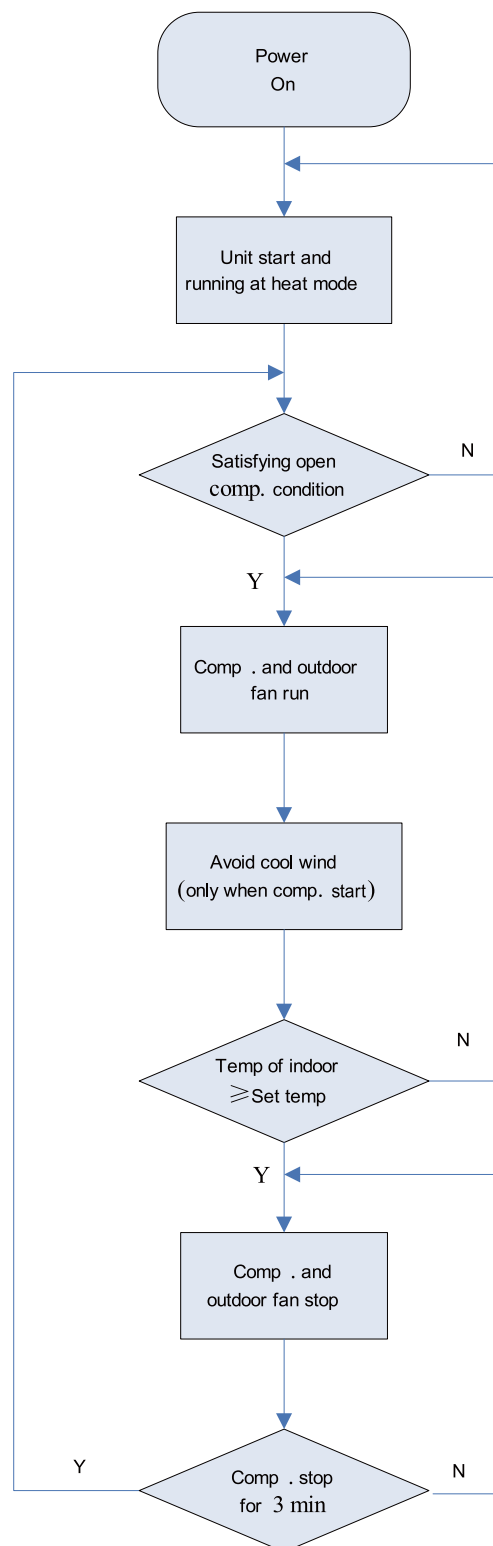 Power
On
Unit start and
running at heat mode
Satisfying open
comp. condition
N
Y
Comp . and outdoor
fan run
Avoid cool wind
(only when comp. start)
Temp of indoor
≥Set temp
N
Y
Comp . and
outdoor fan stop
Comp . stop
for 3 min
Y
N